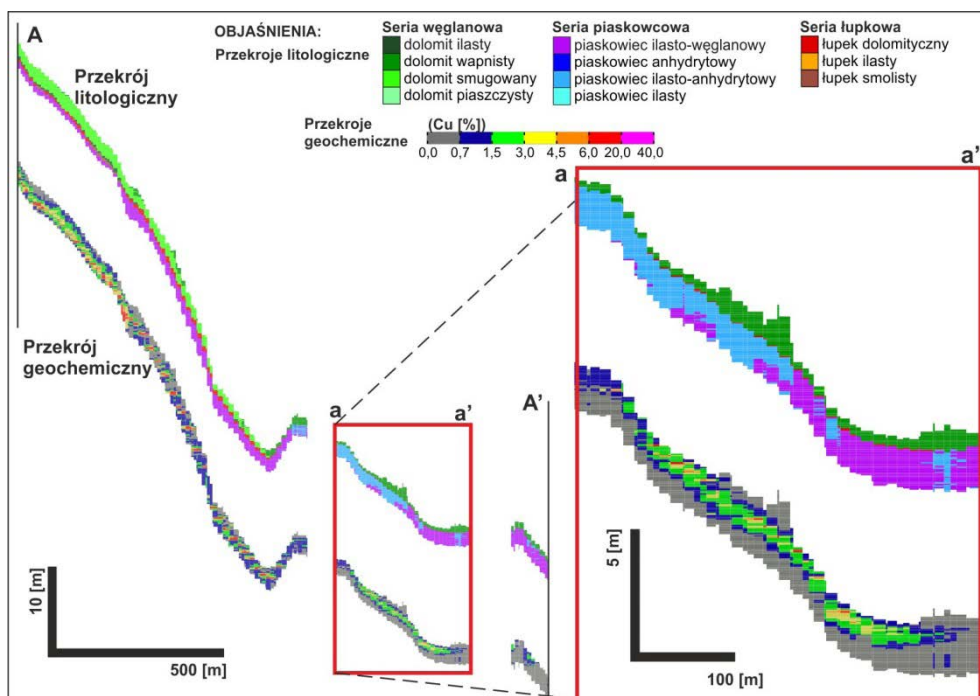 A
OBJAŚNIENIA:
Przekroje litologiczne
Seria węglanowa
dolomit ilasty
dolomit wapnisty
dolomit smugowany
dolomit piaszczysty
Seria piaskowcowa
piaskowiec ilasto-węglanowy
piaskowiec anhydrytowy
piaskowiec ilasto-anhydrytowy
piaskowiec ilasty
Seria łupkowa
łupek dolomityczny
łupek ilasty
łupek smolisty
Przekroje
geochemiczne
(Cu [%])
0,0 0,7 1,5 3,0 4,5 6,0 20,0 40,0
Przekrój
litologiczny
Przekrój
geochemiczny
a a'
A'
a a'
10 [m]
500 [m]
5 [m]
100 [m]